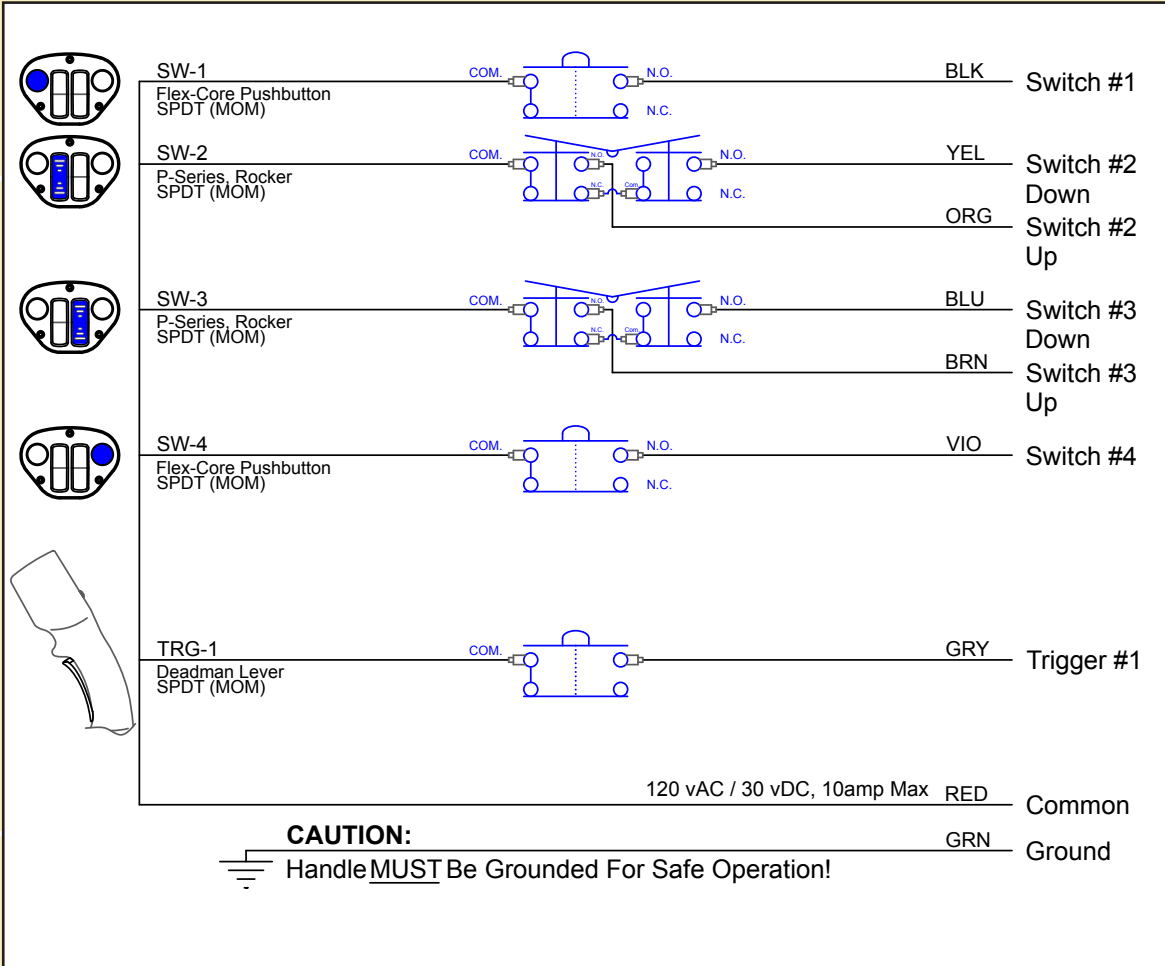 SW-1
Flex-Core Pushbutton
SPDT (MOM)
COM.
N.O.
N.C.
BLK
Switch #1
SW-2
P-Series, Rocker
SPDT (MOM)
COM.
N.O.
N.C.
Com.
N.O.
N.C.
YEL
Switch #2
Down
ORG
Switch #2
Up
SW-3
P-Series, Rocker
SPDT (MOM)
COM.
N.O.
N.C.
Com.
N.O.
N.C.
BLU
Switch #3
Down
BRN
Switch #3
Up
SW-4
Flex-Core Pushbutton
SPDT (MOM)
COM.
N.O.
N.C.
VIO
Switch #4
TRG-1
Deadman Lever
SPDT (MOM)
COM.
GRY
Trigger #1
120 vAC / 30 vDC, 10amp Max
RED
Common
CAUTION:
Handle MUST Be Grounded For Safe Operation!
GRN
Ground